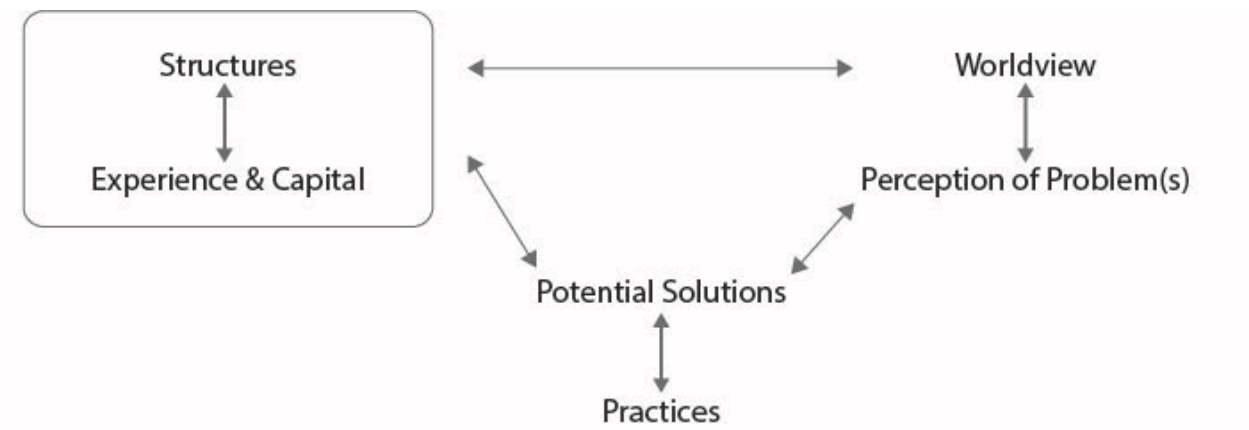 Structures
Worldview
Experience & Capital
Perception of Problem(s)
Potential Solutions
Practices